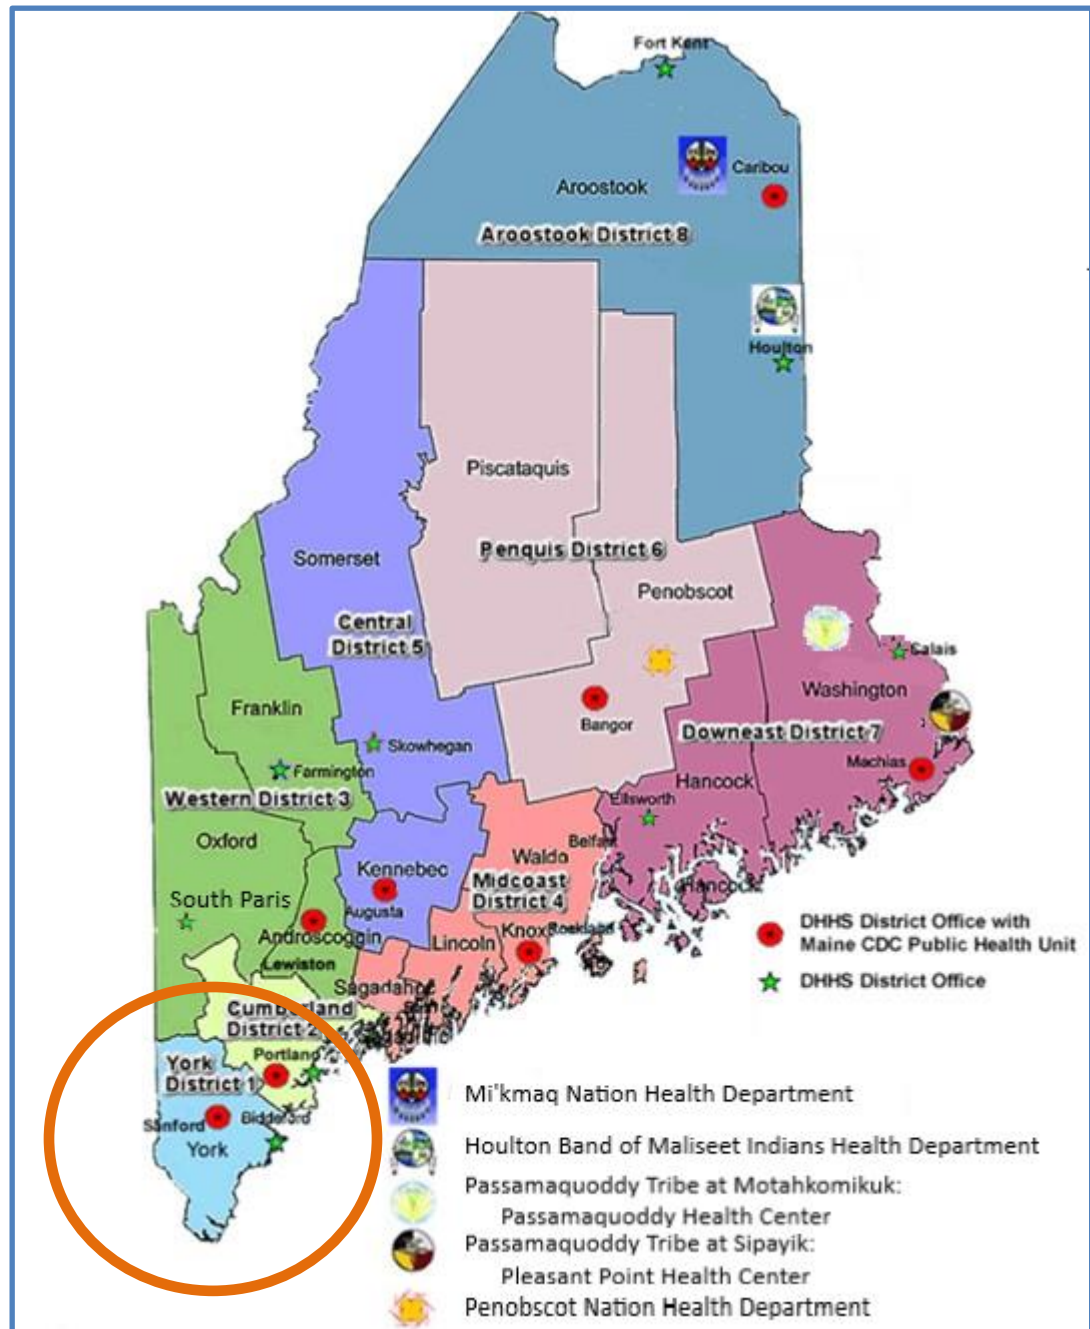 Fort Kent
Caribou
Aroostook
Aroostook District 8
Houlton
Piscataquis
Penquis District 6
Somerset
Penobscot
Central
District 5
Calais
Washington
Franklin
Bangor
Downeast District 7
Skowhegan
Machias
Farmington
Hancock
Western District 3
Ellsworth
Oxford
Belfast
Waldo
Kennebec
Midcoast
District 4
Hancock
South Paris
Augusta
Knox
Rockland
DHHS District Office with
Maine CDC Public Health Unit
Androscoggin
Lincoln
Lewiston
DHHS District Office
Sagadahoc
Cumberland
District 2
Portland
York
District 1
Sanford
Biddeford
York
Mi'kmaq Nation Health Department
Houlton Band of Maliseet Indians Health Department
Passamaquoddy Tribe at Motahkomikuk:
Passamaquoddy Health Center
Passamaquoddy Tribe at Sipayik:
Pleasant Point Health Center
Penobscot Nation Health Department